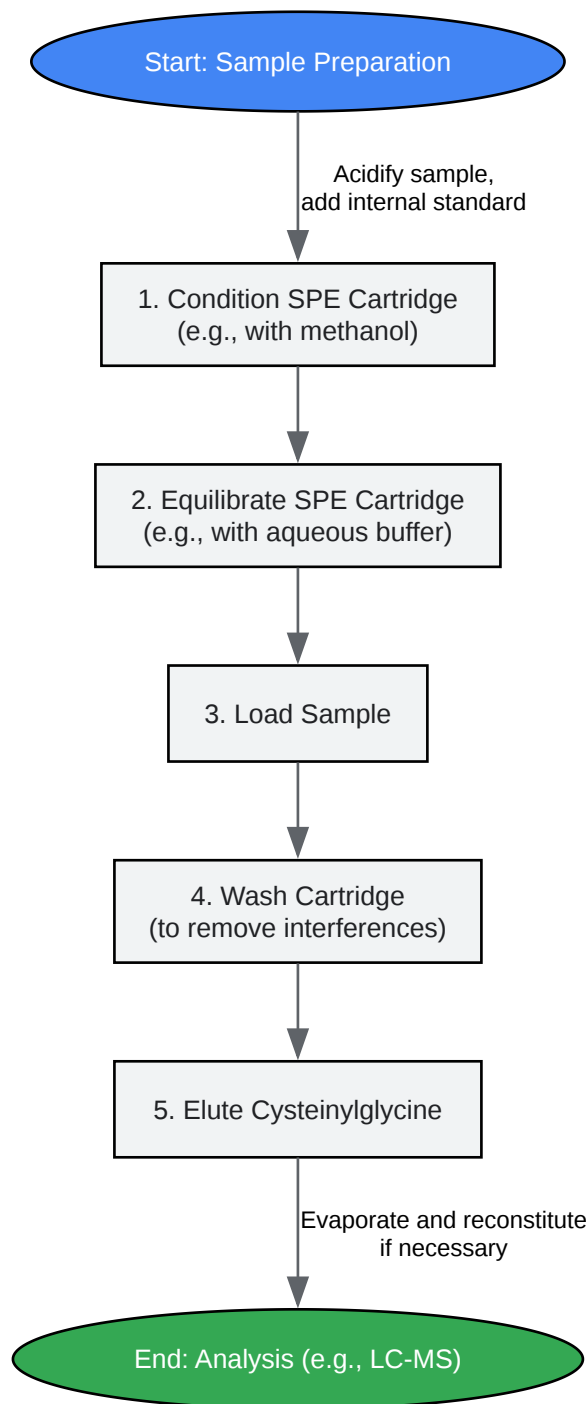 Start: Sample Preparation
Acidify sample,
add internal standard
1. Condition SPE Cartridge
(e.g., with methanol)
2. Equilibrate SPE Cartridge
(e.g., with aqueous buffer)
3. Load Sample
4. Wash Cartridge
(to remove interferences)
5. Elute Cysteinylglycine
Evaporate and reconstitute
if necessary
End: Analysis (e.g., LC-MS)